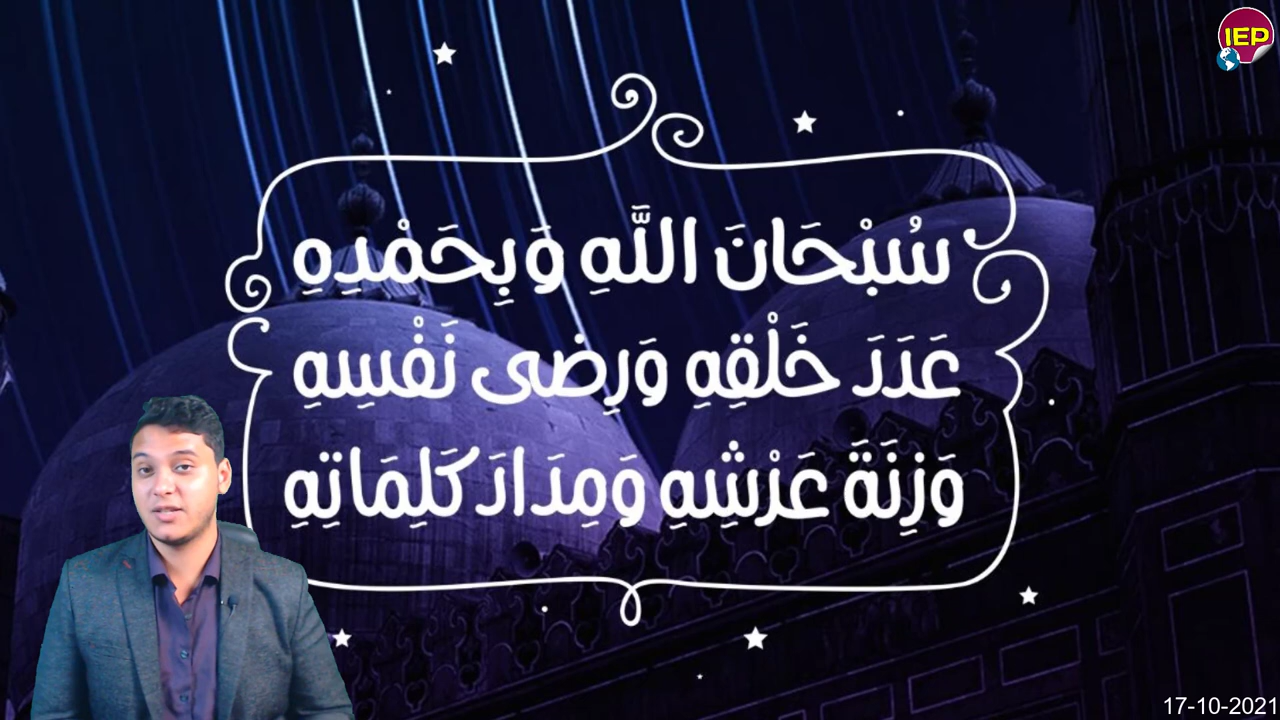 IEP
سُبْحَانَ اللَّهِ وَبِحَمْدِهِ
عَدَدَ خَلْقِهِ وَرِضَى نَفْسِهِ
وَزِنَةَ عَرْشِهِ وَمِدَادَ كَلِمَاتِهِ
17-10-2021